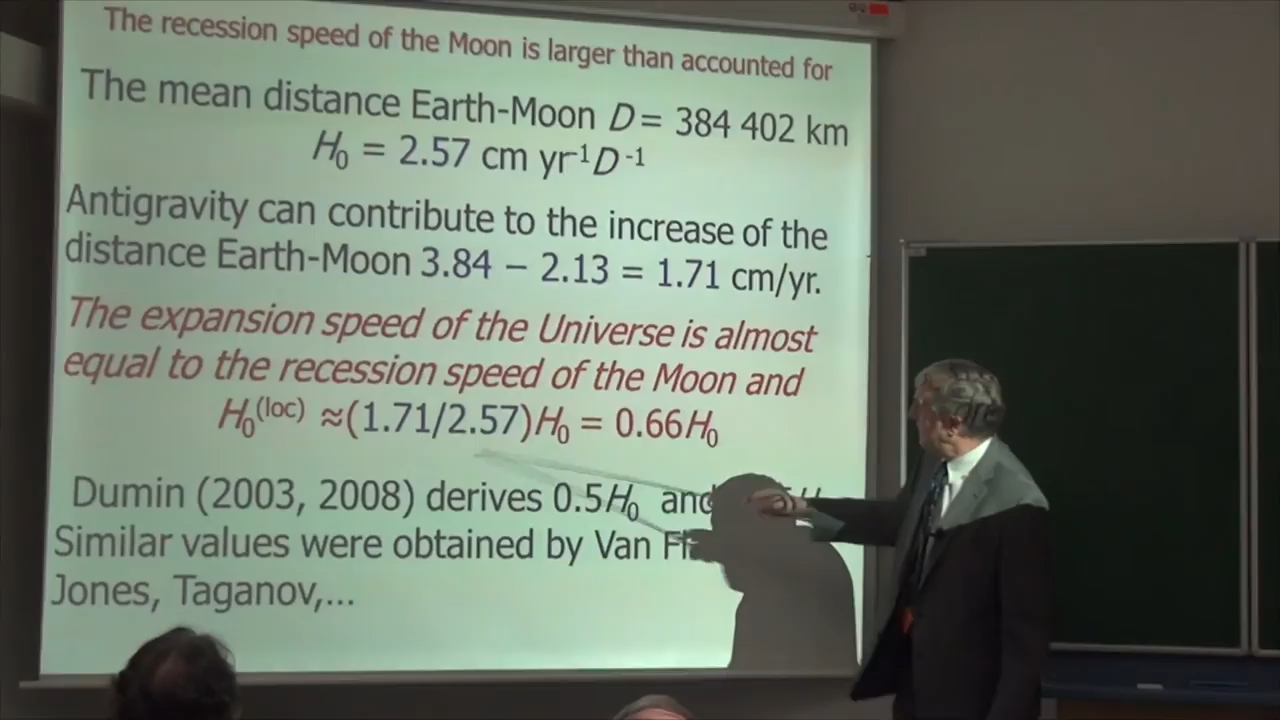 The recession speed of the Moon is larger than accounted for
The mean distance Earth-Moon D = 384 402 km
H₀ = 2.57 cm yr¹D⁻¹
Antigravity can contribute to the increase of the
distance Earth-Moon 3.84 – 2.13 = 1.71 cm/yr.
The expansion speed of the Universe is almost
equal to the recession speed of the Moon and
H₀⁽ˡᵒᶜ⁾ ≈(1.71/2.57)H₀ = 0.66H₀
Dumin (2003, 2008) derives 0.5H₀ and
Similar values were obtained by Van
Jones, Taganov,...